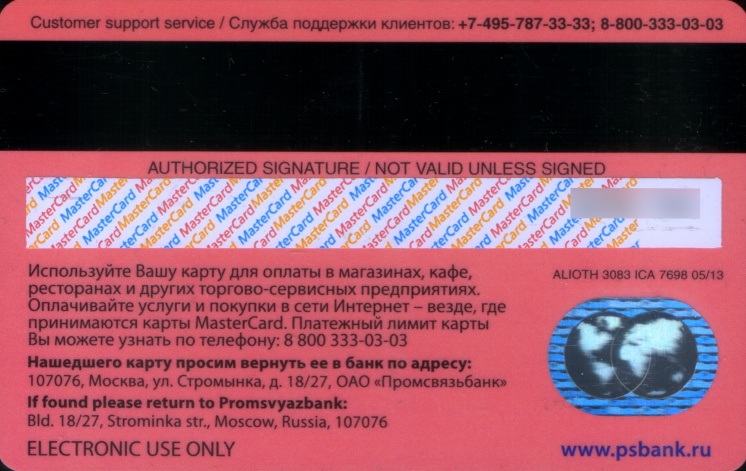 Customer support service / Служба поддержки клиентов: +7-495-787-33-33; 8-800-333-03-03
AUTHORIZED SIGNATURE / NOT VALID UNLESS SIGNED
MasterCard MasterCard MasterCard MasterCard MasterCard
Используйте Вашу карту для оплаты в магазинах, кафе,
ресторанах и других торгово-сервисных предприятиях.
Оплачивайте услуги и покупки в сети Интернет – везде, где
принимаются карты MasterCard. Платежный лимит карты
Вы можете узнать по телефону: 8 800 333-03-03
ALIOTH 3083 ICA 7698 05/13
Нашедшего карту просим вернуть ее в банк по адресу:
107076, Москва, ул. Стромынка, д. 18/27, ОАО «Промсвязьбанк»
If found please return to Promsvyazbank:
Bld. 18/27, Strominka str., Moscow, Russia, 107076
ELECTRONIC USE ONLY
www.psbank.ru